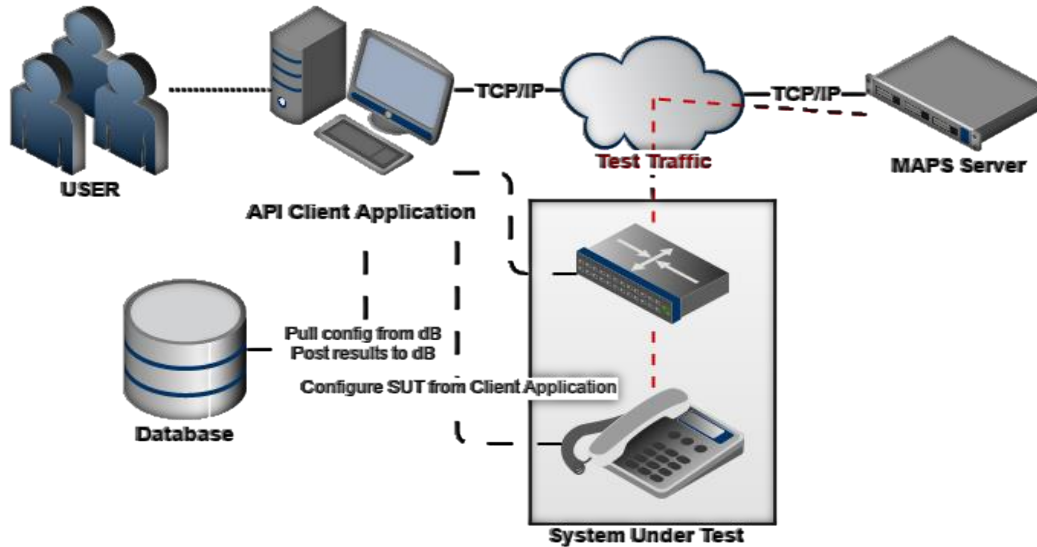 TCP/IP
TCP/IP
Test Traffic
USER
MAPS Server
API Client Application
Pull config from dB
Post results to dB
Configure SUT from Client Application
Database
System Under Test